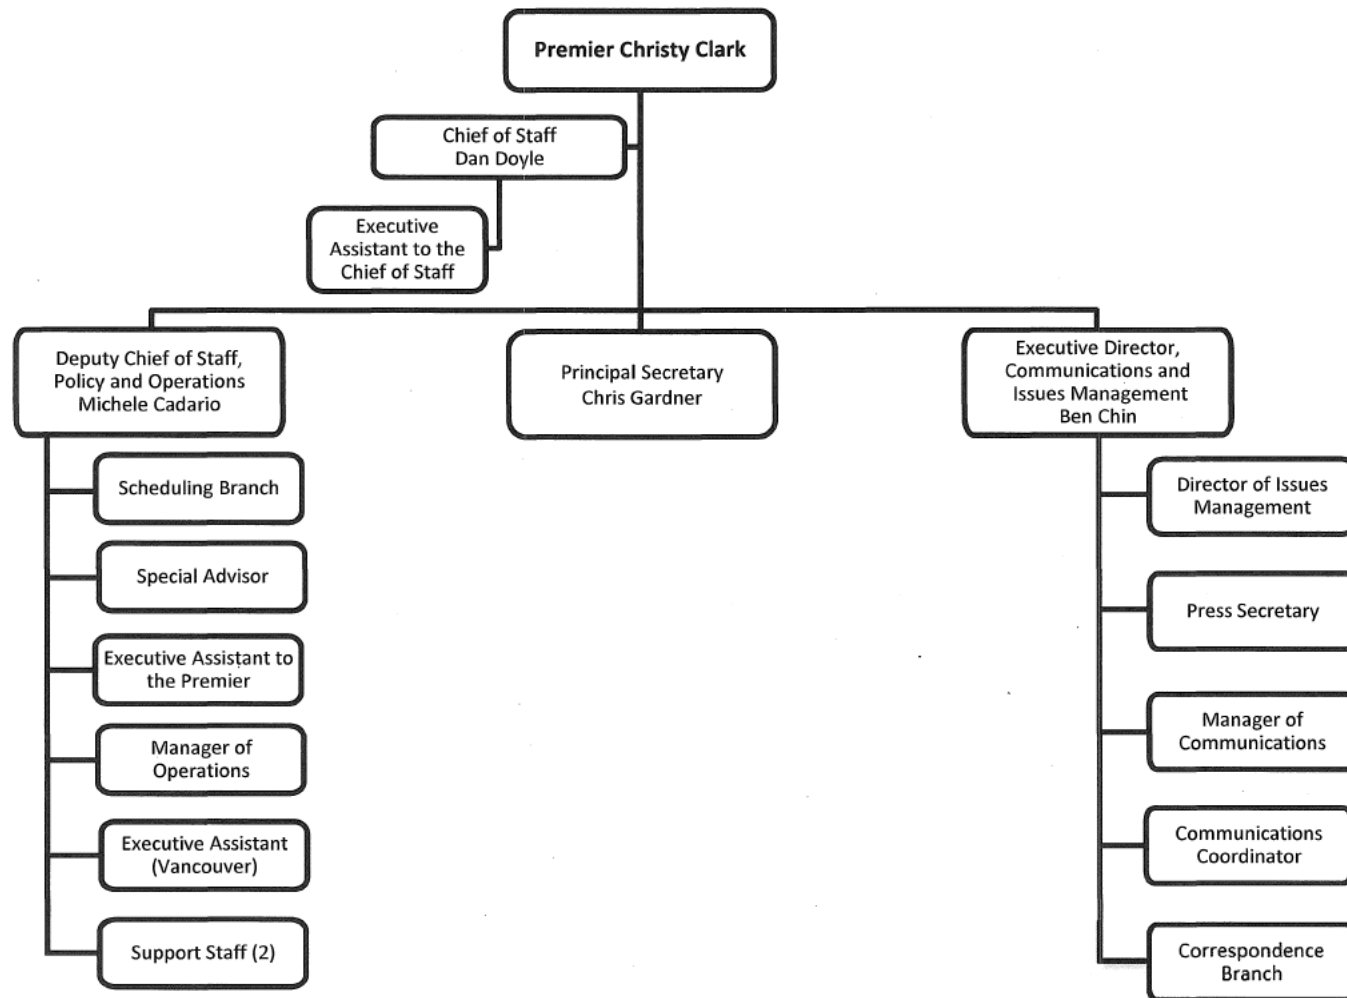 Premier Christy Clark
Chief of Staff
Dan Doyle
Executive
Assistant to the
Chief of Staff
Deputy Chief of Staff,
Policy and Operations
Michele Cadario
Principal Secretary
Chris Gardner
Executive Director,
Communications and
Issues Management
Ben Chin
Scheduling Branch
Special Advisor
Executive Assistant to
the Premier
Manager of
Operations
Executive Assistant
(Vancouver)
Support Staff (2)
Director of Issues
Management
Press Secretary
Manager of
Communications
Communications
Coordinator
Correspondence
Branch